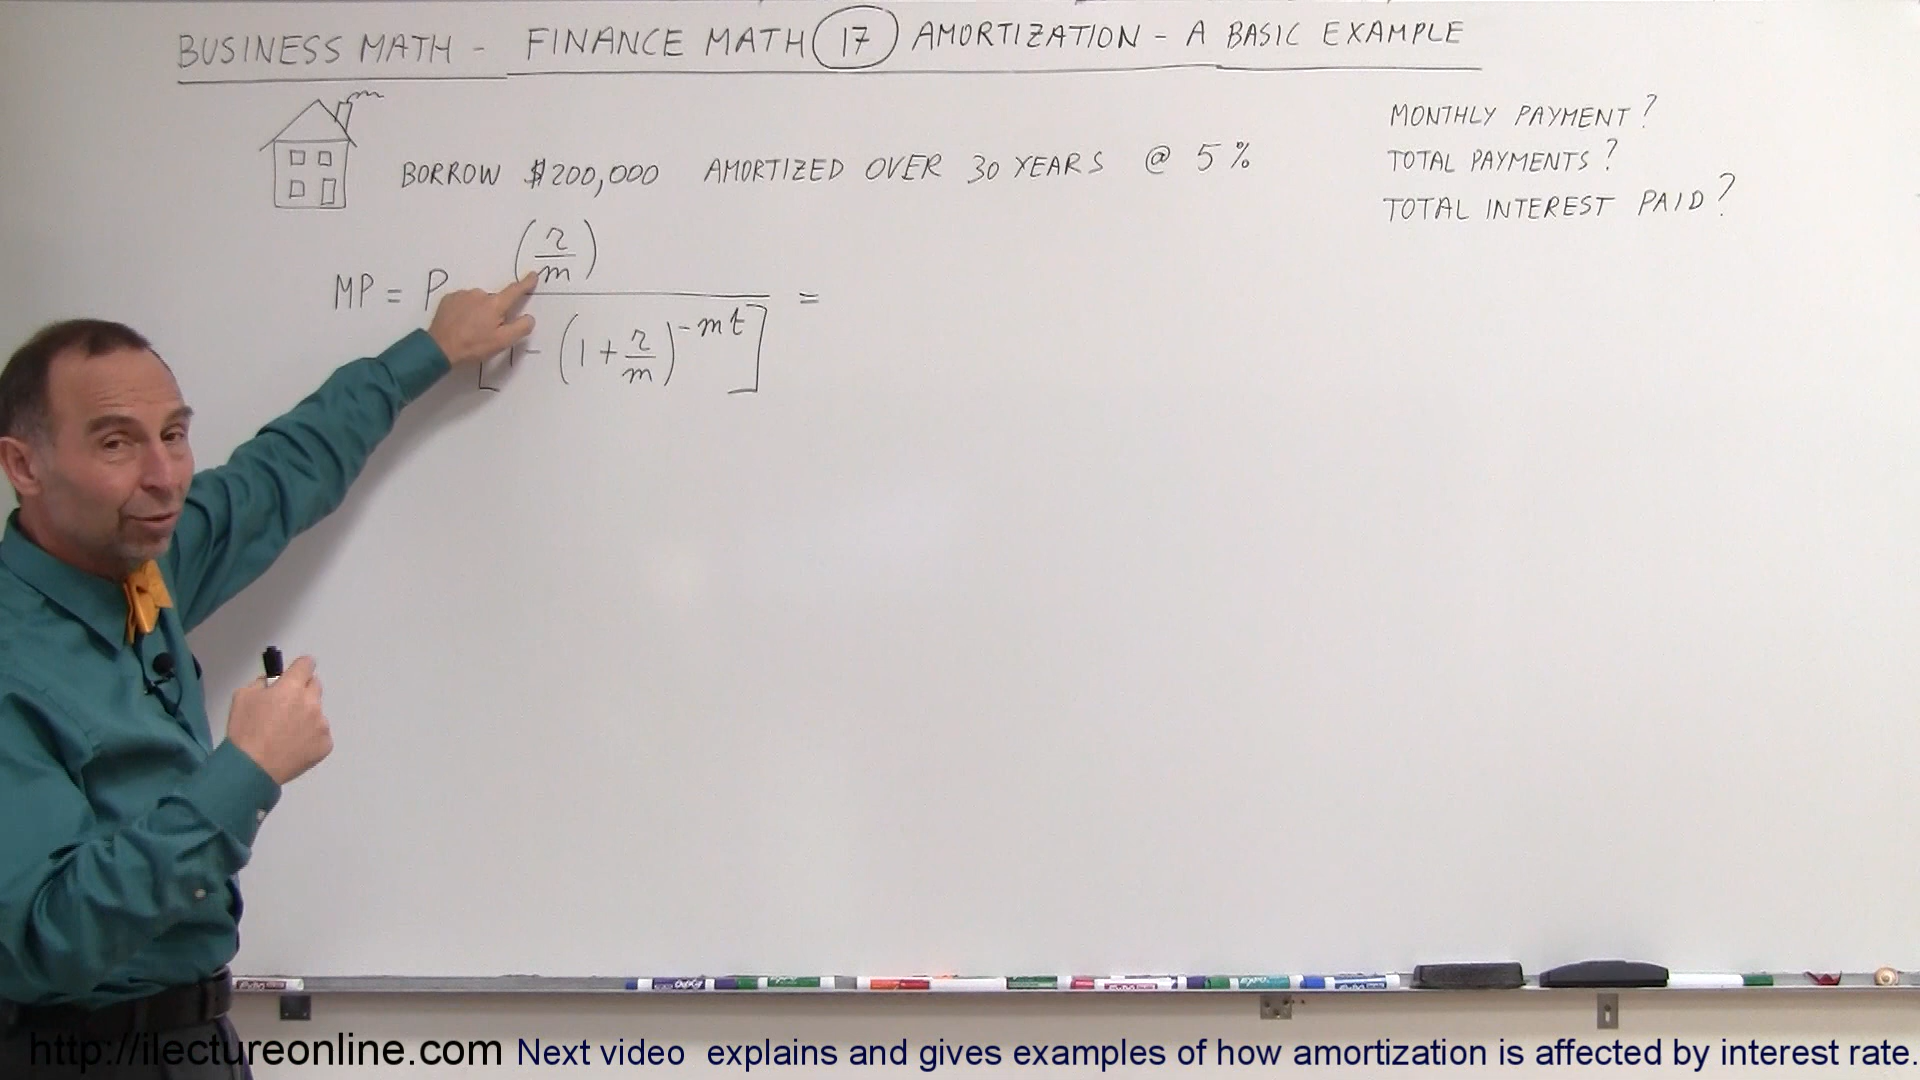 BUSINESS MATH - FINANCE MATH 17 AMORTIZATION - A BASIC EXAMPLE
MONTHLY PAYMENT?
TOTAL PAYMENTS?
TOTAL INTEREST PAID?
BORROW $200,000 AMORTIZED OVER 30 YEARS @ 5%
(r/m)
MP = P =
[1 - (1 + r/m)^-mt]
http://ilectureonline.com Next video explains and gives examples of how amortization is affected by interest rate.